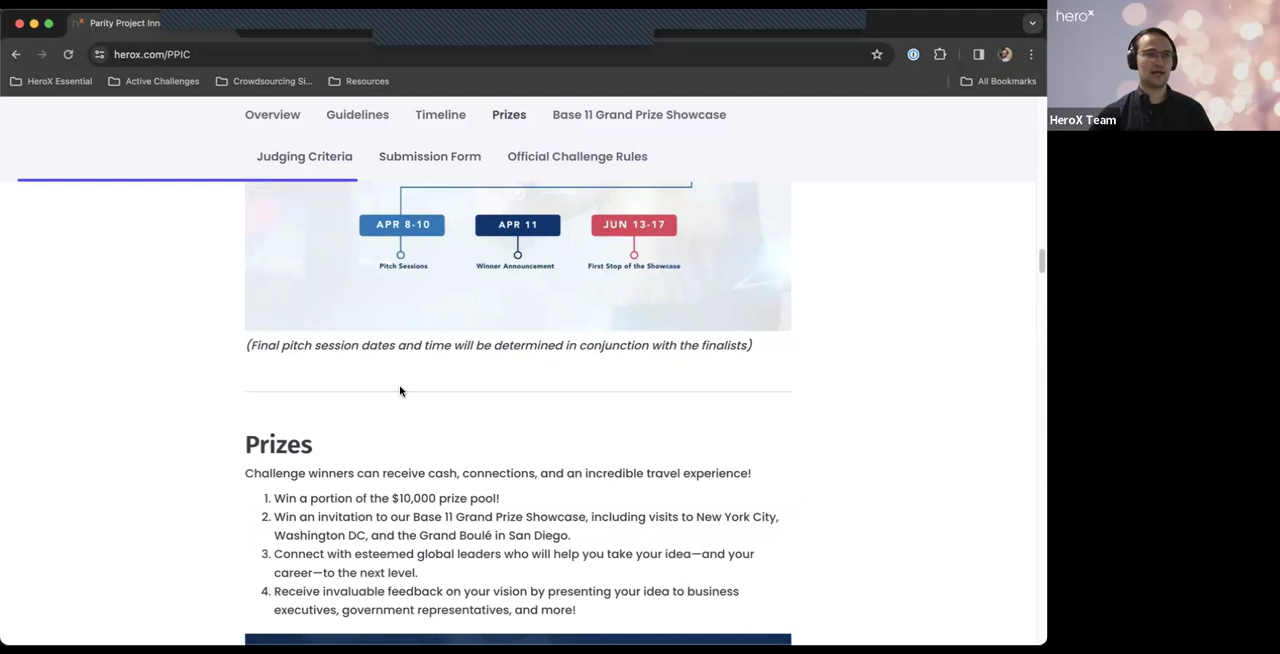 Parity Project Inn
herox.com/PPIC
HeroX Essential
Active Challenges
Crowdsourcing Si...
Resources
All Bookmarks
herox
HeroX Team
Overview
Guidelines
Timeline
Prizes
Base 11 Grand Prize Showcase
Judging Criteria
Submission Form
Official Challenge Rules
APR 8-10
APR 11
JUN 13-17
Pitch Sessions
Winner Announcement
First Stop of the Showcase
(Final pitch session dates and time will be determined in conjunction with the finalists)
Prizes
Challenge winners can receive cash, connections, and an incredible travel experience!
1. Win a portion of the $10,000 prize pool!
2. Win an invitation to our Base 11 Grand Prize Showcase, including visits to New York City,
Washington DC, and the Grand Boulé in San Diego.
3. Connect with esteemed global leaders who will help you take your idea—and your
career—to the next level.
4. Receive invaluable feedback on your vision by presenting your idea to business
executives, government representatives, and more!